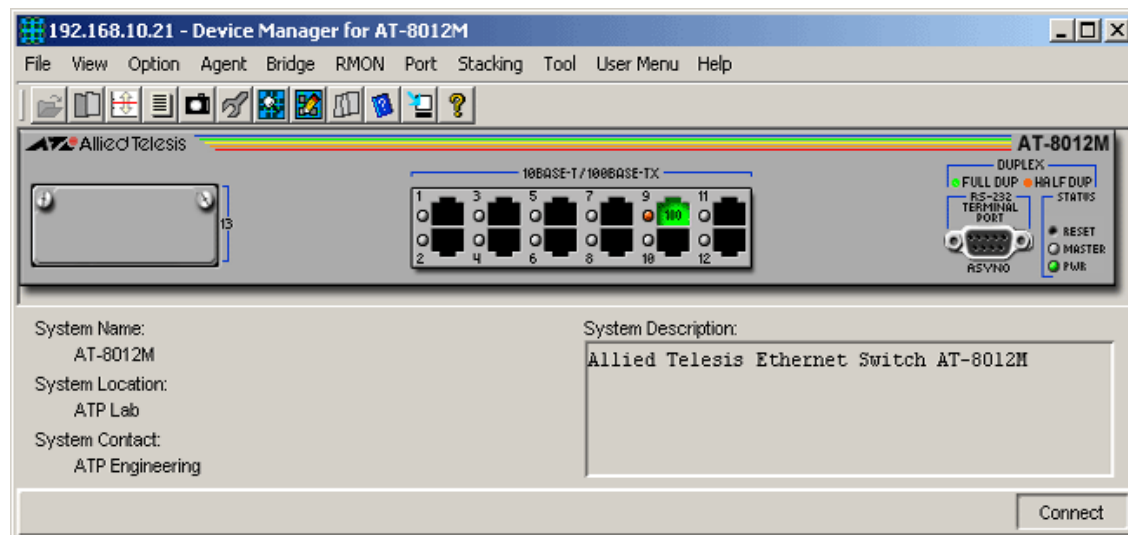 192.168.10.21 - Device Manager for AT-8012M
File View Option Agent Bridge RMON Port Stacking Tool User Menu Help
Allied Telesis
AT-8012M
DUPLEX
FULL DUP HALF DUP
10BASE-T/100BASE-TX
RS-232
TERMINAL
PORT
STATUS
1 3 5 7 9 11
100
13
RESET
MASTER
PWR
2 4 6 8 10 12
ASYNO
System Name:
AT-8012M
System Location:
ATP Lab
System Contact:
ATP Engineering
System Description:
Allied Telesis Ethernet Switch AT-8012M
Connect